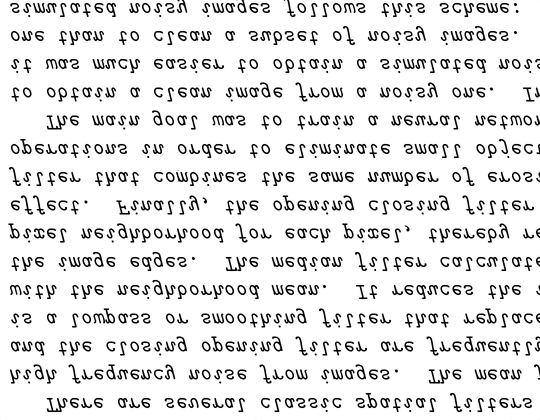 There are several classic spatial filters
high frequency noise from images. The mean f
and the closing opening filter are frequently
is a lowpass or smoothing filter that replace
with the neighborhood mean. It reduces the i
the image edges. The median filter calculate
pixel neighborhood for each pixel, thereby re
effect. Finally, the opening closing filter
filter that combines the same number of erosi
operations in order to eliminate small object
The main goal was to train a neural networ
to obtain a clean image from a noisy one. In
it was much easier to obtain a simulated nois
one than to clean a subset of noisy images.
simulated noisy images follows this scheme: